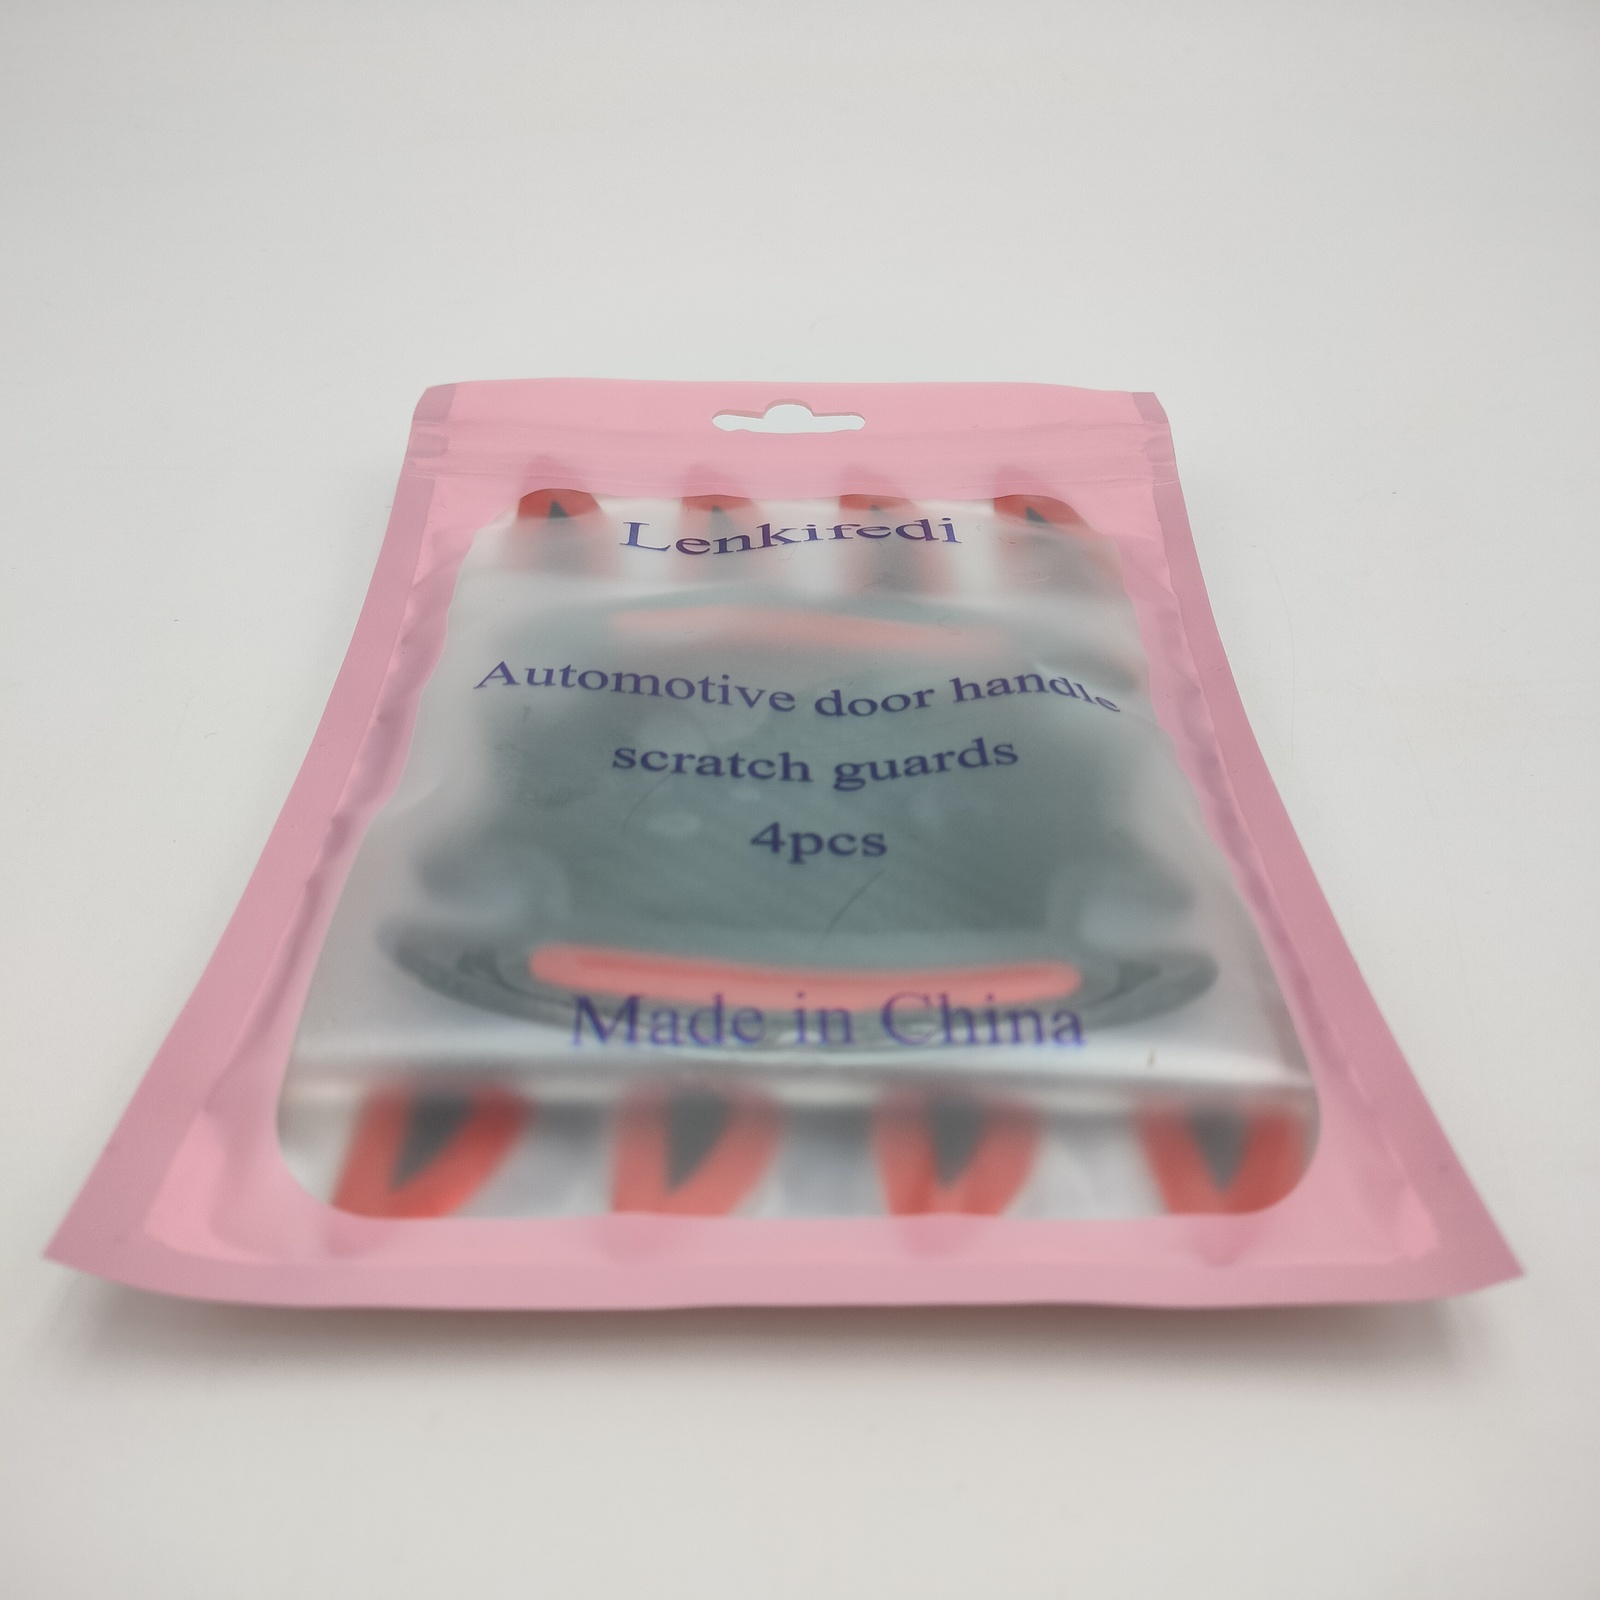 Lenkifedi
Automotive door handle
scratch guards
4pcs
Made in China